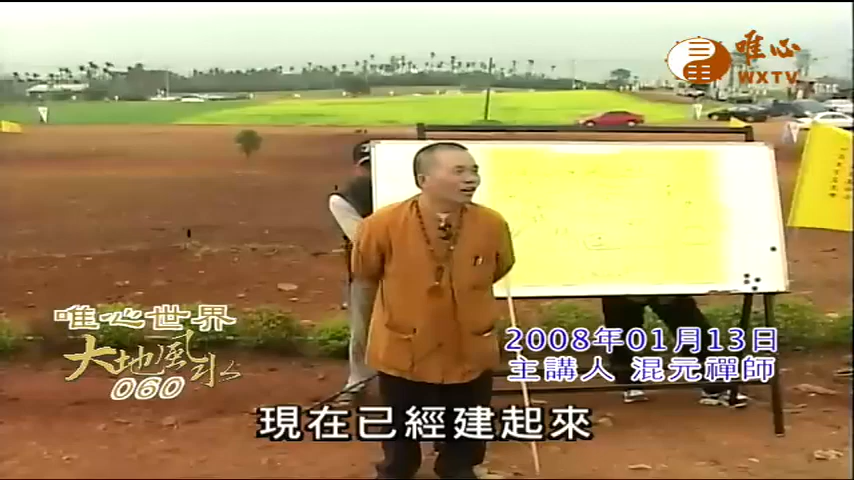 唯心
WXTV
唯心世界
大地風水
060
2008年01月13日
主講人 混元禪師
現在已經建起來